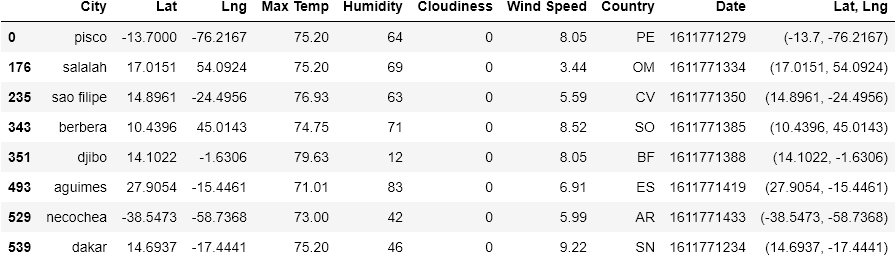 City Lat Lng Max Temp Humidity Cloudiness Wind Speed Country Date Lat, Lng
0 pisco -13.7000 -76.2167 75.20 64 0 8.05 PE 1611771279 (-13.7, -76.2167)
176 salalah 17.0151 54.0924 75.20 69 0 3.44 OM 1611771334 (17.0151, 54.0924)
235 sao filipe 14.8961 -24.4956 76.93 63 0 5.59 CV 1611771350 (14.8961, -24.4956)
343 berbera 10.4396 45.0143 74.75 71 0 8.52 SO 1611771385 (10.4396, 45.0143)
351 djibo 14.1022 -1.6306 79.63 12 0 8.05 BF 1611771388 (14.1022, -1.6306)
493 aguimes 27.9054 -15.4461 71.01 83 0 6.91 ES 1611771419 (27.9054, -15.4461)
529 necochea -38.5473 -58.7368 73.00 42 0 5.99 AR 1611771433 (-38.5473, -58.7368)
539 dakar 14.6937 -17.4441 75.20 46 0 9.22 SN 1611771234 (14.6937, -17.4441)